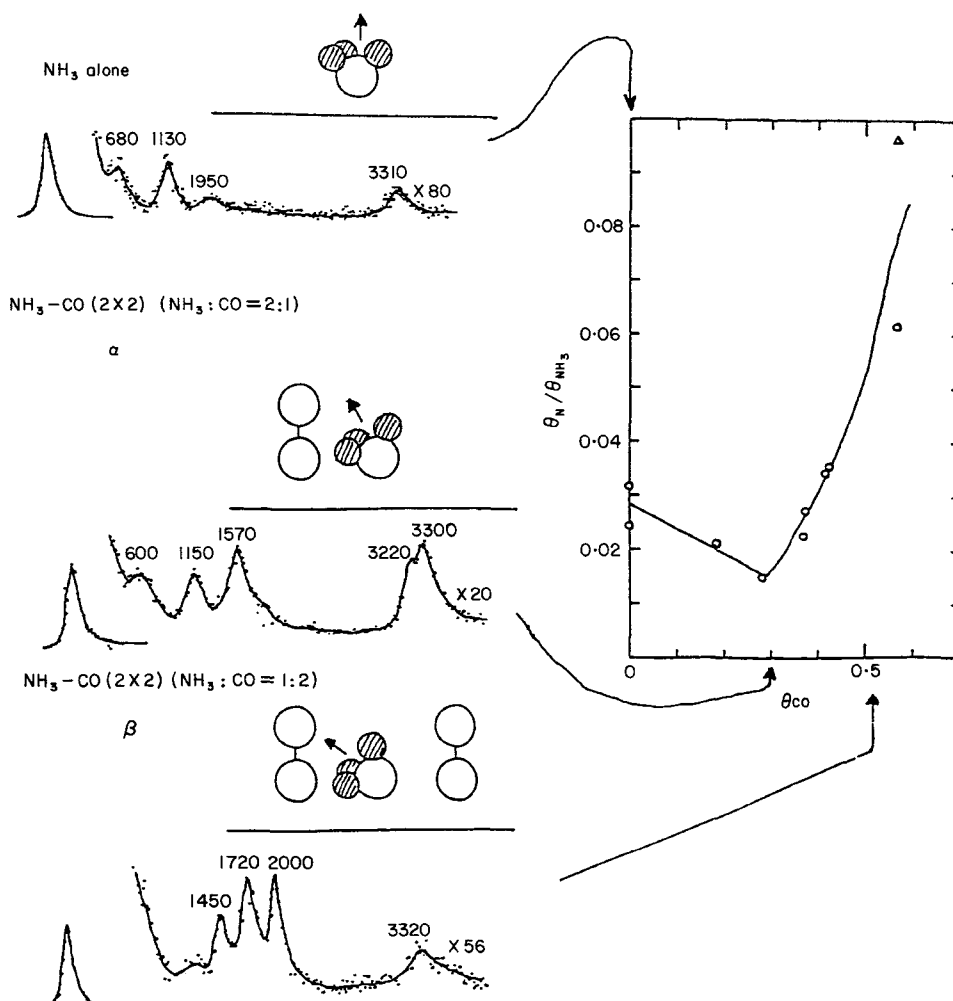 NH₃ alone
680 1130
1950
3310
X 80
NH₃–CO (2X2) (NH₃ : CO = 2:1)
α
600 1150 1570
3220 3300
X 20
NH₃–CO (2X2) (NH₃ : CO = 1:2)
β
1450 1720 2000
3320
X 56
0·08
0·06
0·04
0·02
θN / θNH₃
0 0·5
θCO